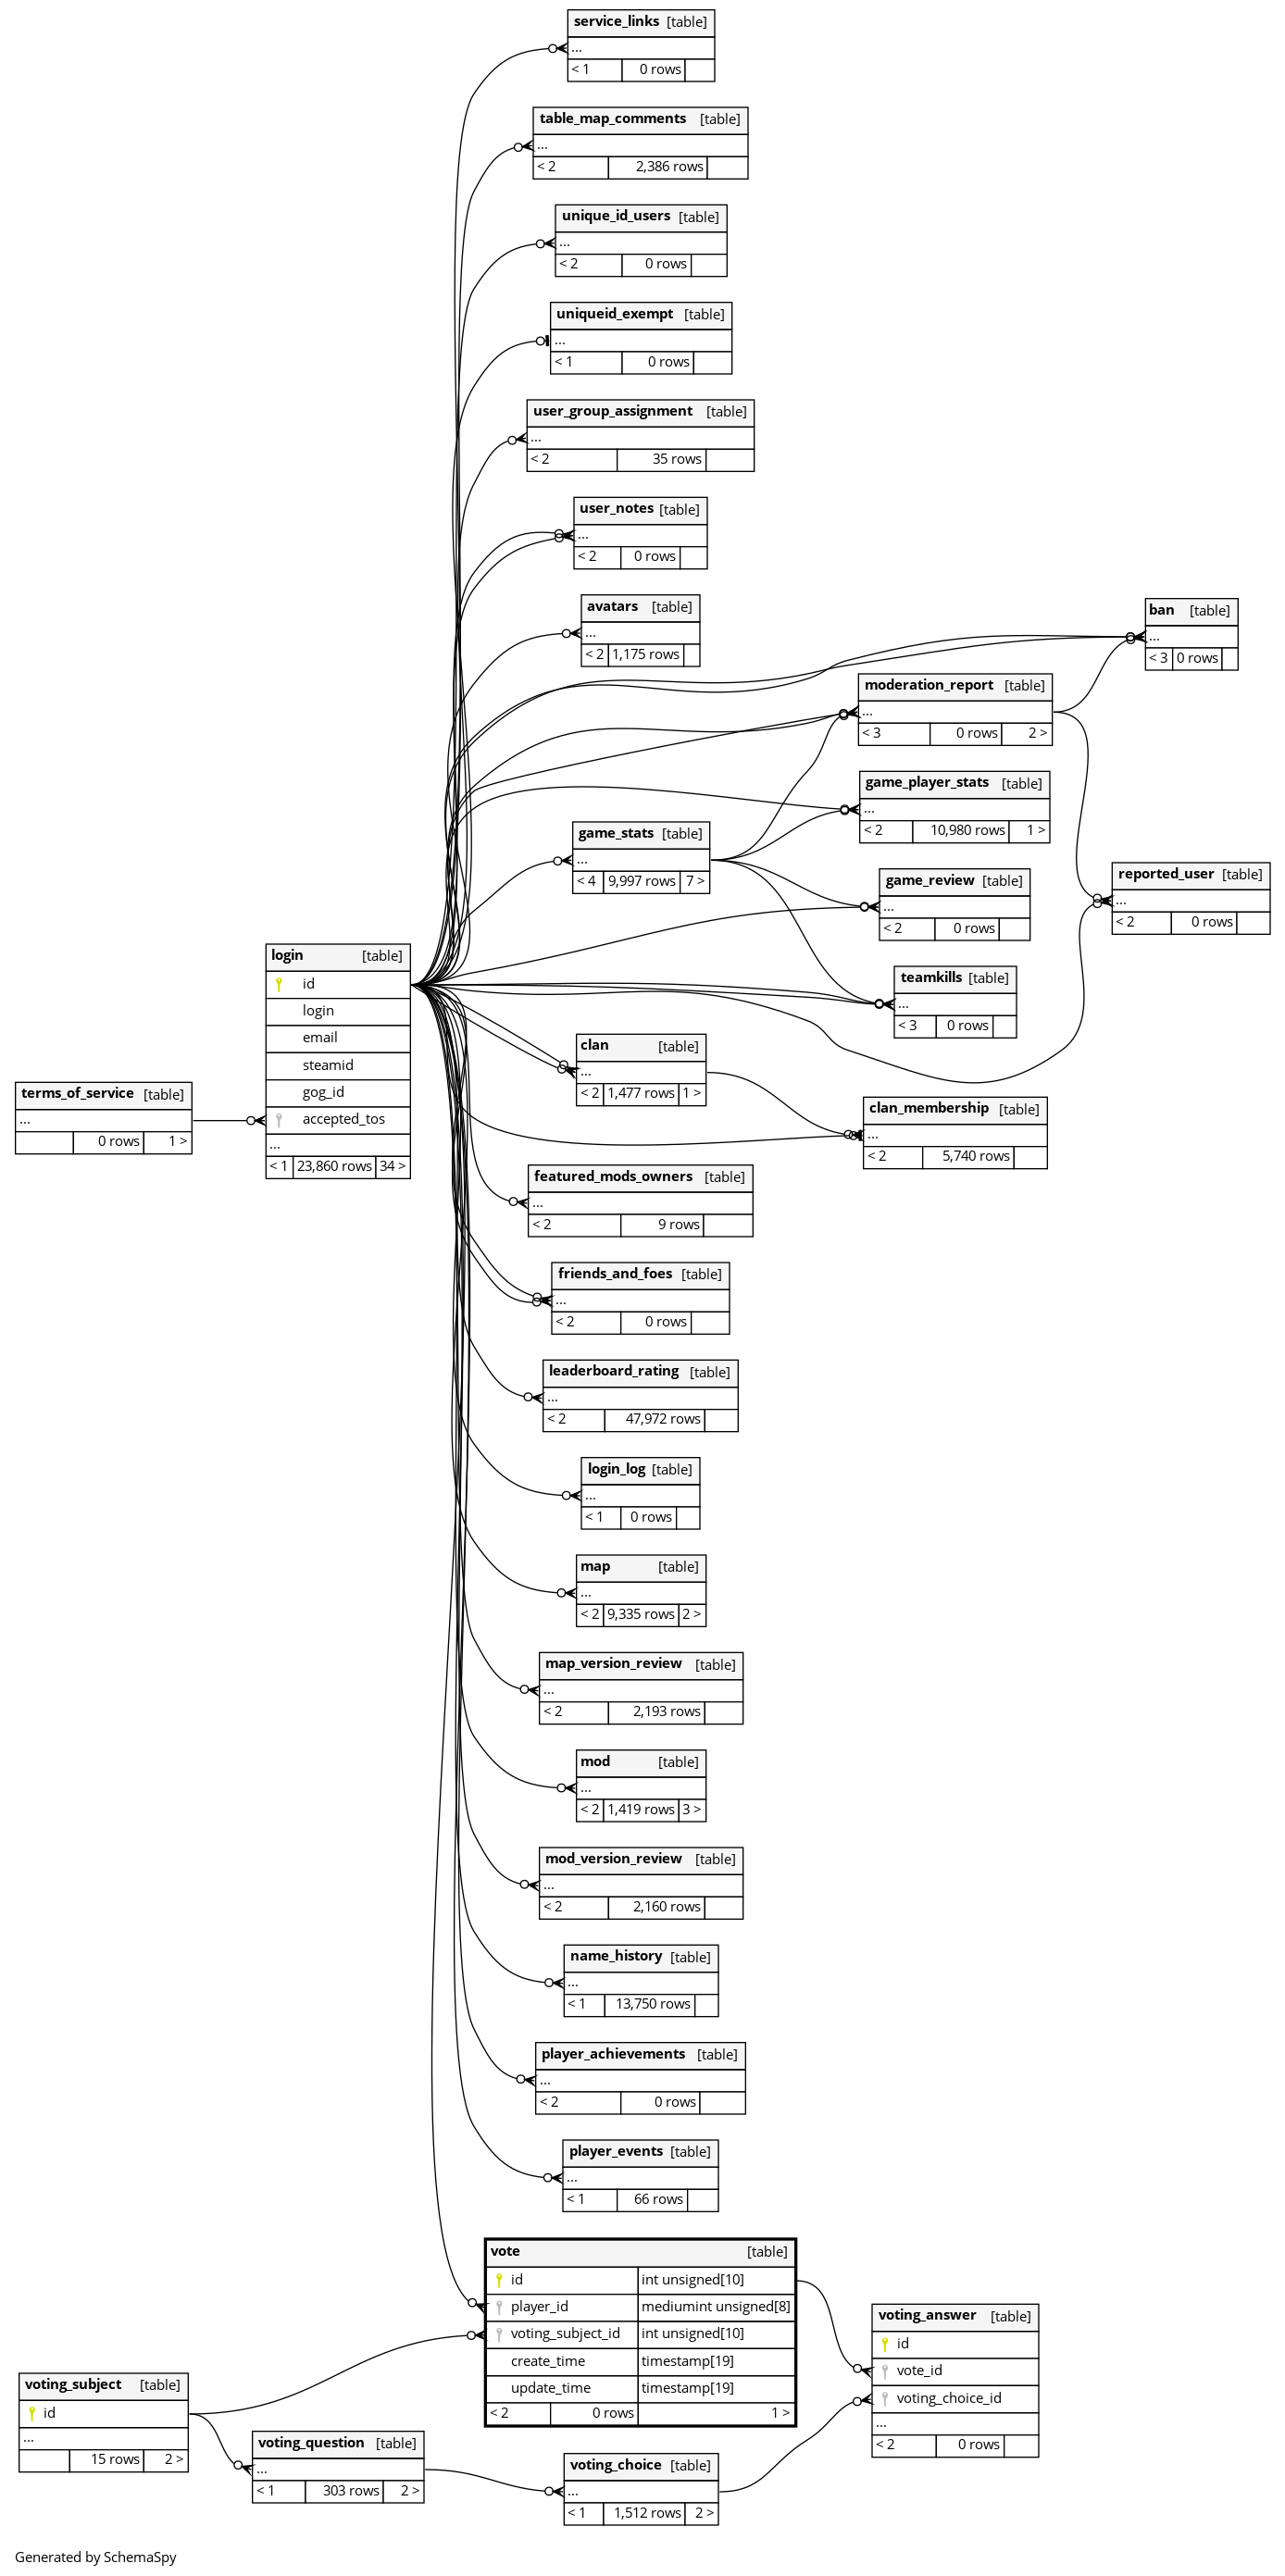 service_links [table]
...
< 1 0 rows
table_map_comments [table]
...
< 2 2,386 rows
unique_id_users [table]
...
< 2 0 rows
uniqueid_exempt [table]
...
< 1 0 rows
user_group_assignment [table]
...
< 2 35 rows
user_notes [table]
...
< 2 0 rows
avatars [table]
...
< 2 1,175 rows
ban [table]
...
< 3 0 rows
moderation_report [table]
...
< 3 0 rows 2 >
game_player_stats [table]
...
< 2 10,980 rows 1 >
game_stats [table]
...
< 4 9,997 rows 7 >
game_review [table]
...
< 2 0 rows
reported_user [table]
...
< 2 0 rows
login [table]
id
login
email
steamid
gog_id
accepted_tos
...
< 1 23,860 rows 34 >
teamkills [table]
...
< 3 0 rows
clan [table]
...
< 2 1,477 rows 1 >
terms_of_service [table]
...
0 rows 1 >
clan_membership [table]
...
< 2 5,740 rows
featured_mods_owners [table]
...
< 2 9 rows
friends_and_foes [table]
...
< 2 0 rows
leaderboard_rating [table]
...
< 2 47,972 rows
login_log [table]
...
< 1 0 rows
map [table]
...
< 2 9,335 rows 2 >
map_version_review [table]
...
< 2 2,193 rows
mod [table]
...
< 2 1,419 rows 3 >
mod_version_review [table]
...
< 2 2,160 rows
name_history [table]
...
< 1 13,750 rows
player_achievements [table]
...
< 2 0 rows
player_events [table]
...
< 1 66 rows
vote [table]
id int unsigned[10]
player_id mediumint unsigned[8]
voting_subject_id int unsigned[10]
create_time timestamp[19]
update_time timestamp[19]
< 2 0 rows 1 >
voting_answer [table]
id
vote_id
voting_choice_id
...
< 2 0 rows
voting_subject [table]
id
...
15 rows 2 >
voting_question [table]
...
< 1 303 rows 2 >
voting_choice [table]
...
< 1 1,512 rows 2 >
Generated by SchemaSpy